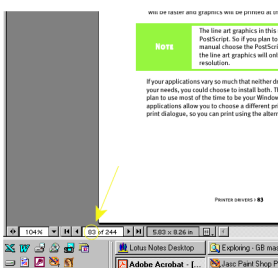 will be faster and graphics will be printed at th
NOTE
The line art graphics in this
PostScript. So if you plan to
manual choose the PostScri
the line art graphics will onl
resolution.
If your applications vary so much that neither dr
your needs, you could choose to install both. Th
plan to use most of the time to be your Window
applications allow you to choose a different pri
print dialogue, so you can print using the altern
PRINTER DRIVERS • 83
104% 83 of 244 5.83 x 8.26 in
Lotus Notes Desktop Exploring - GB mas
Adobe Acrobat - [... Jasc Paint Shop P